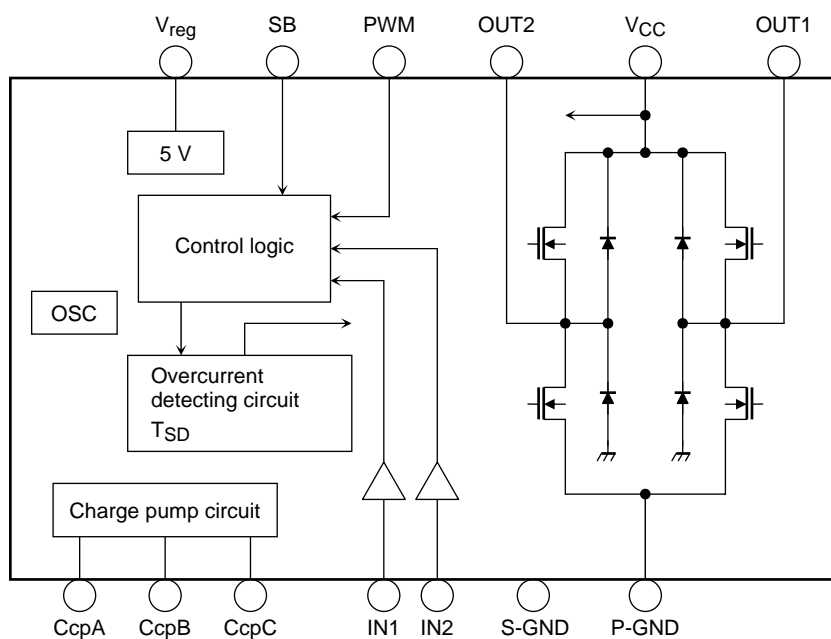 Vreg
SB
PWM
OUT2
VCC
OUT1
5 V
Control logic
OSC
Overcurrent
detecting circuit
TSD
Charge pump circuit
CcpA
CcpB
CcpC
IN1
IN2
S-GND
P-GND